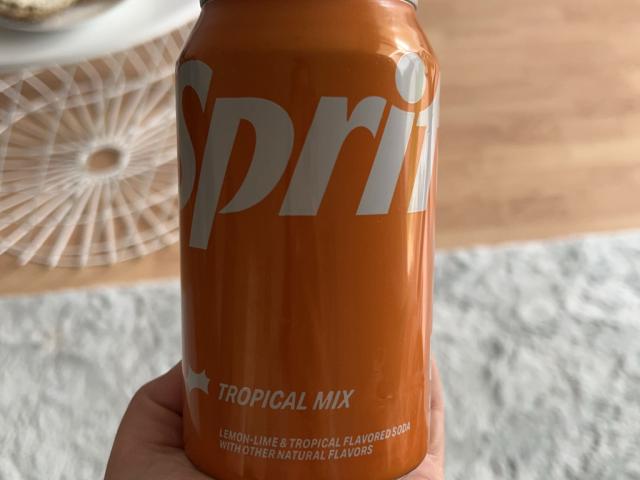 Sprit
TROPICAL MIX
LEMON-LIME & TROPICAL FLAVORED SODA
WITH OTHER NATURAL FLAVORS